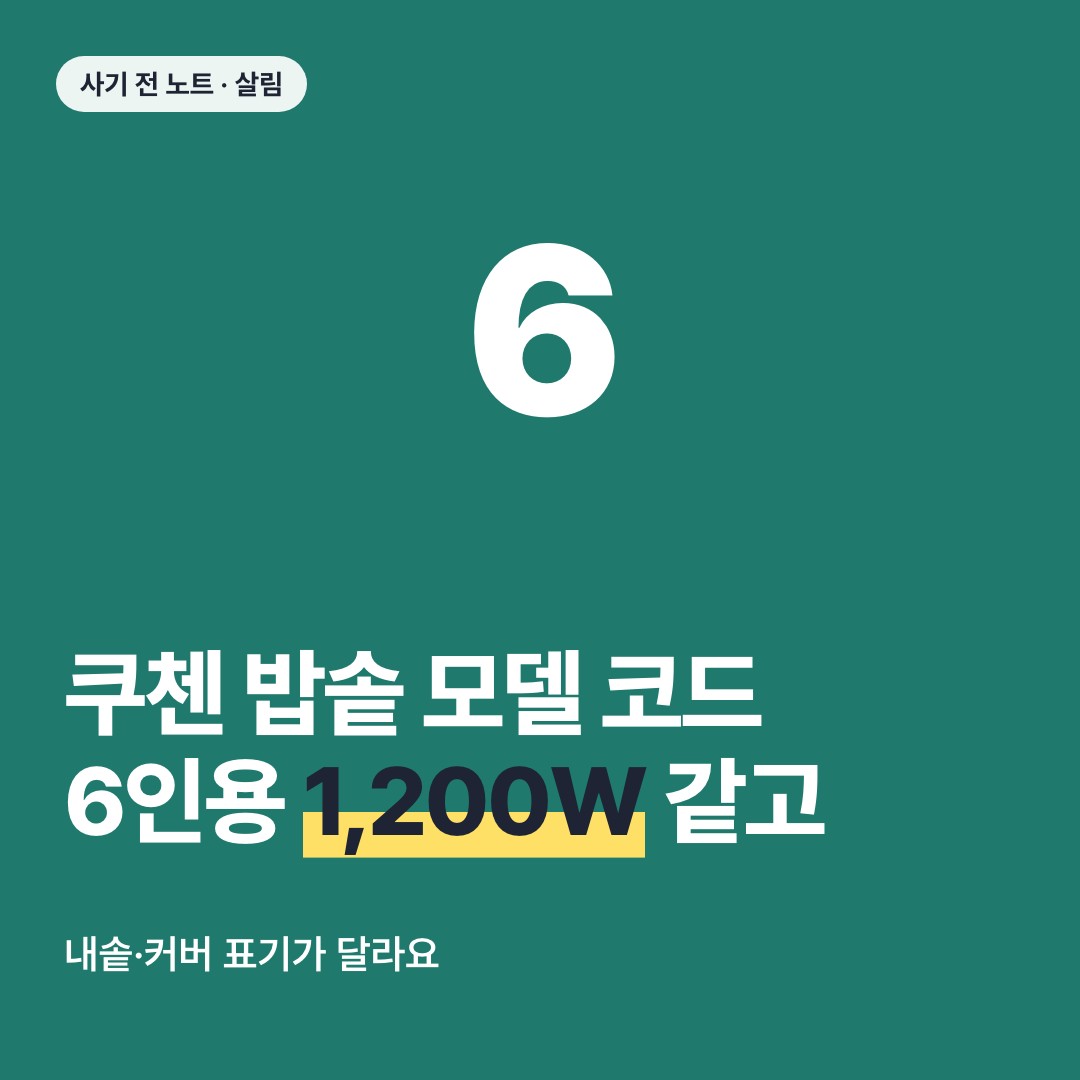 사기 전 노트 · 살림
6
쿠첸 밥솥 모델 코드
6인용 1,200W 같고
내솥·커버 표기가 달라요